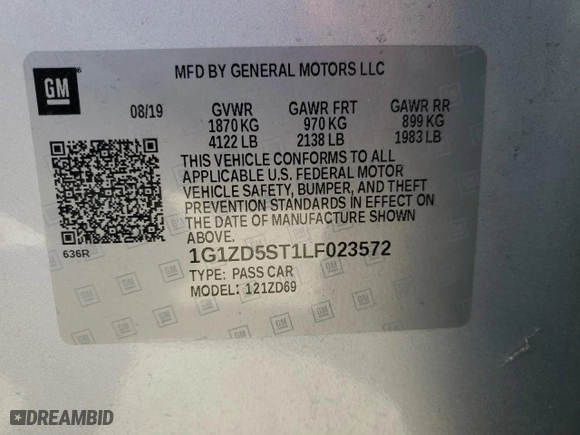 GM
MFD BY GENERAL MOTORS LLC
08/19 GVWR GAWR FRT GAWR RR
1870 KG 970 KG 899 KG
4122 LB 2138 LB 1983 LB
THIS VEHICLE CONFORMS TO ALL
APPLICABLE U.S. FEDERAL MOTOR
VEHICLE SAFETY, BUMPER, AND THEFT
PREVENTION STANDARDS IN EFFECT ON
THE DATE OF MANUFACTURE SHOWN
ABOVE.
636R
1G1ZD5ST1LF023572
TYPE: PASS CAR
MODEL: 121ZD69
DREAMBID